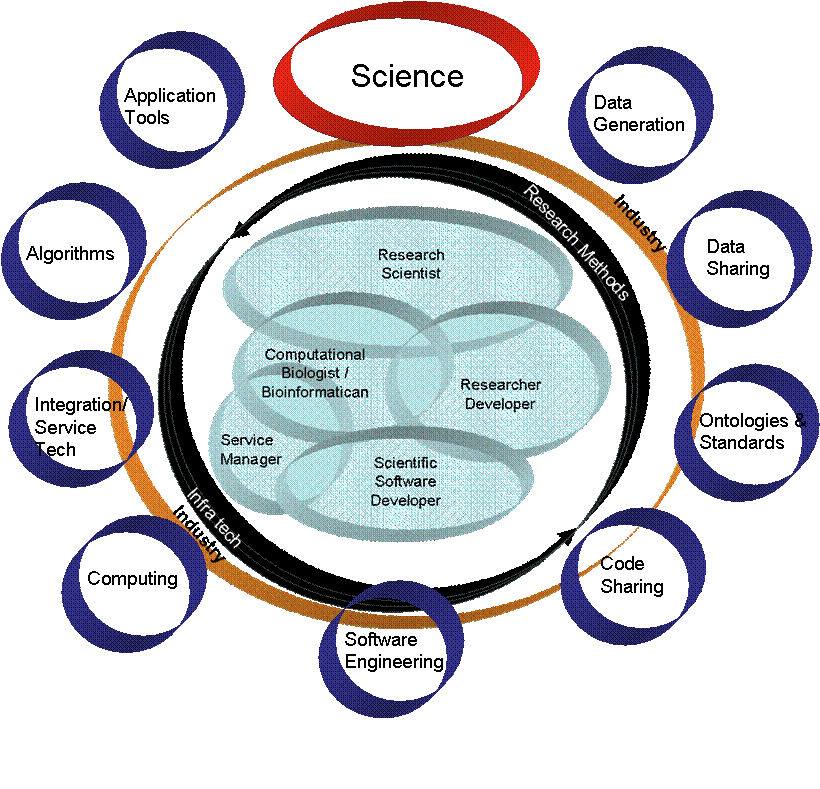 Science
Application
Tools
Data
Generation
Industry
Research Methods
Algorithms
Data
Sharing
Research
Scientist
Computational
Biologist /
Bioinformatican
Researcher
Developer
Integration/
Service
Tech
Ontologies &
Standards
Service
Manager
Scientific
Software
Developer
Infra tech
Industry
Computing
Code
Sharing
Software
Engineering